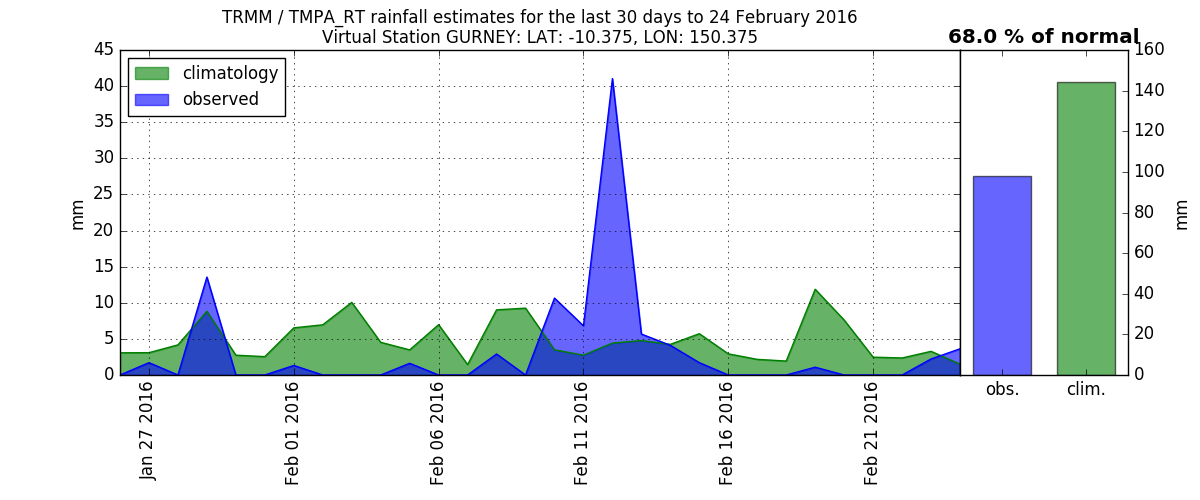 TRMM / TMPA_RT rainfall estimates for the last 30 days to 24 February 2016
Virtual Station GURNEY: LAT: -10.375, LON: 150.375
68.0 % of normal
climatology
observed
45
40
35
30
25
20
15
10
5
0
mm
Jan 27 2016
Feb 01 2016
Feb 06 2016
Feb 11 2016
Feb 16 2016
Feb 21 2016
160
140
120
100
80
60
40
20
0
mm
obs.
clim.